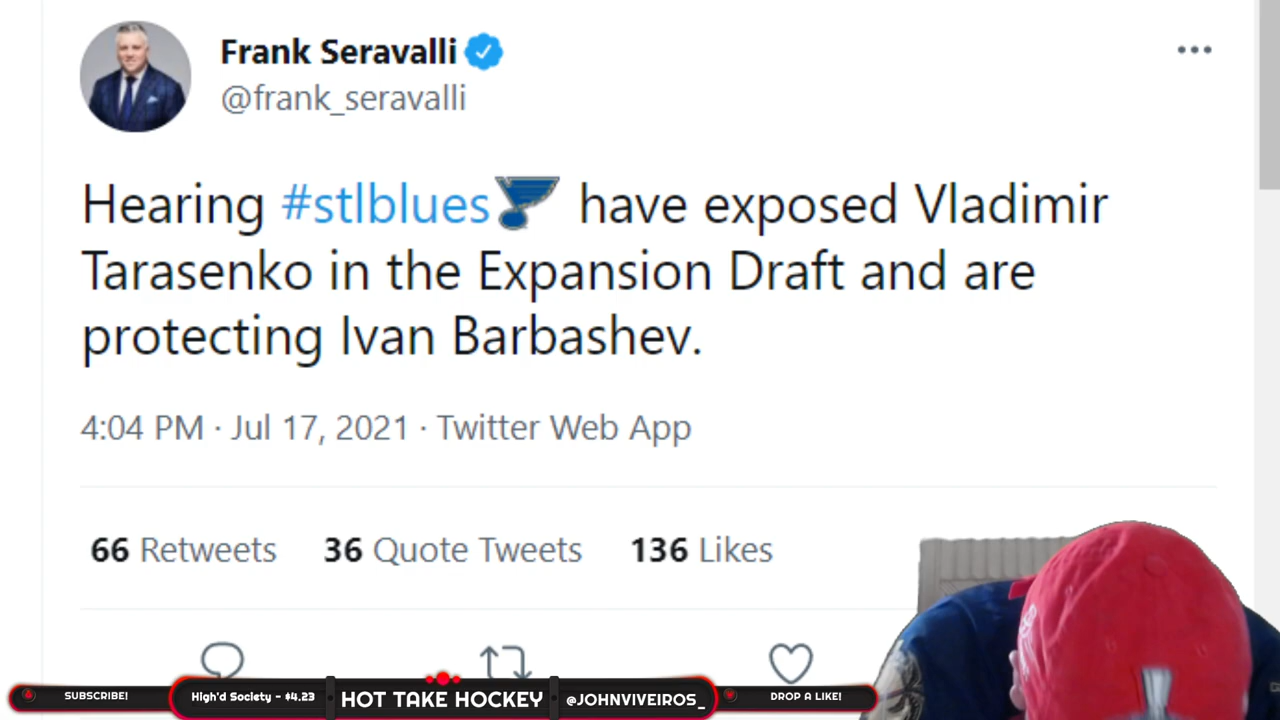 Frank Seravalli
@frank_seravalli
Hearing #stlblues have exposed Vladimir
Tarasenko in the Expansion Draft and are
protecting Ivan Barbashev.
4:04 PM · Jul 17, 2021 · Twitter Web App
66 Retweets 36 Quote Tweets 136 Likes
SUBSCRIBE! High'd Society - $4.23 HOT TAKE HOCKEY @JOHNVIVEIROS_ DROP A LIKE!